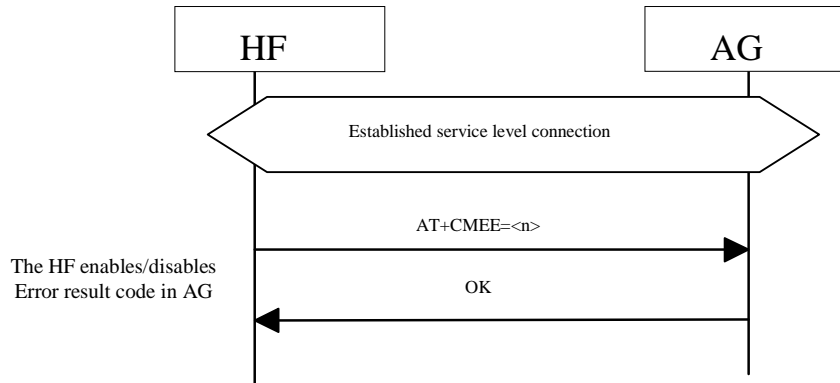 HF
AG
Established service level connection
AT+CMEE=<n>
The HF enables/disables
Error result code in AG
OK